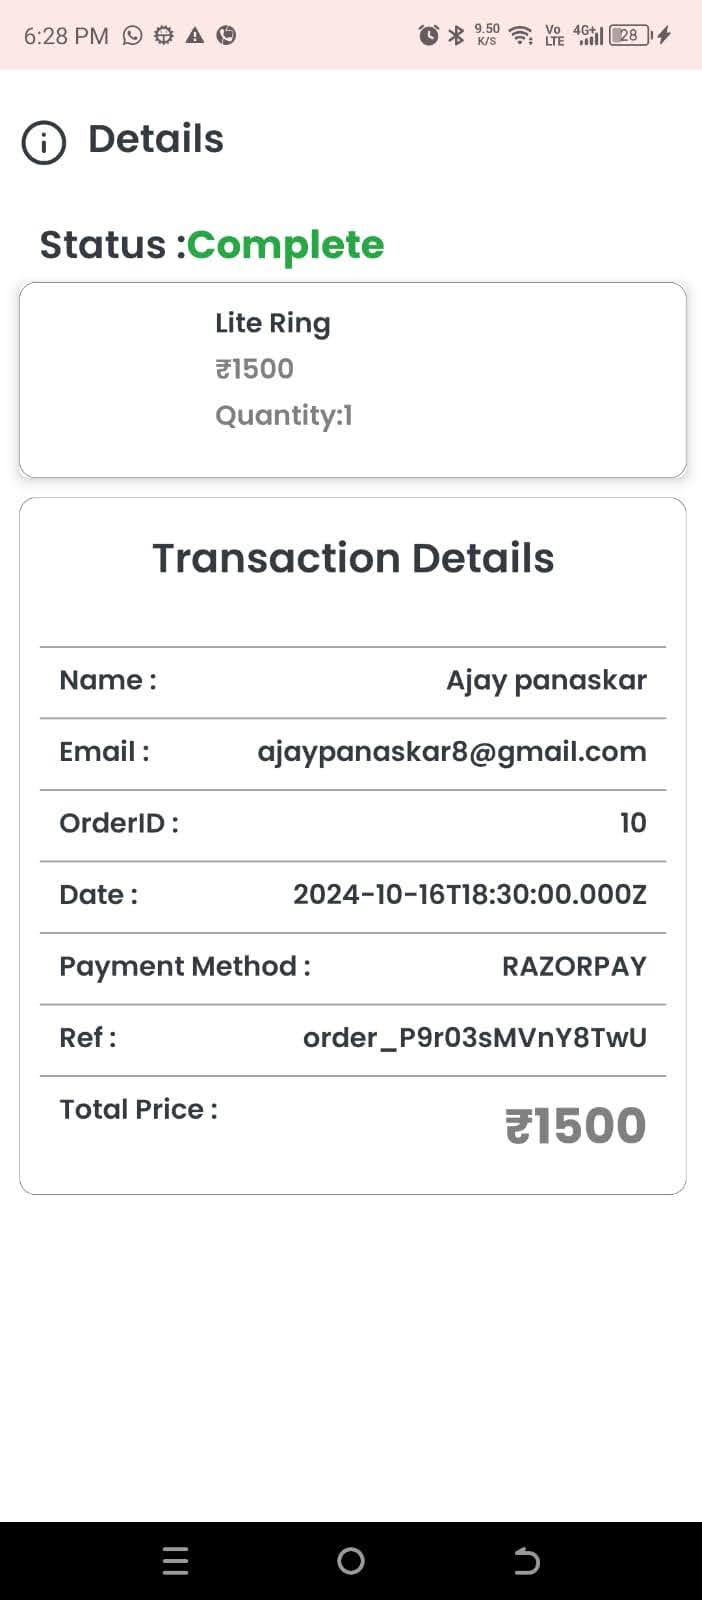 6:28 PM
9.50 K/S Vo LTE 4G+ 28
Details
Status :Complete
Lite Ring
₹1500
Quantity:1
Transaction Details
Name : Ajay panaskar
Email : ajaypanaskar8@gmail.com
OrderID : 10
Date : 2024-10-16T18:30:00.000Z
Payment Method : RAZORPAY
Ref : order_P9r03sMVnY8TwU
Total Price : ₹1500